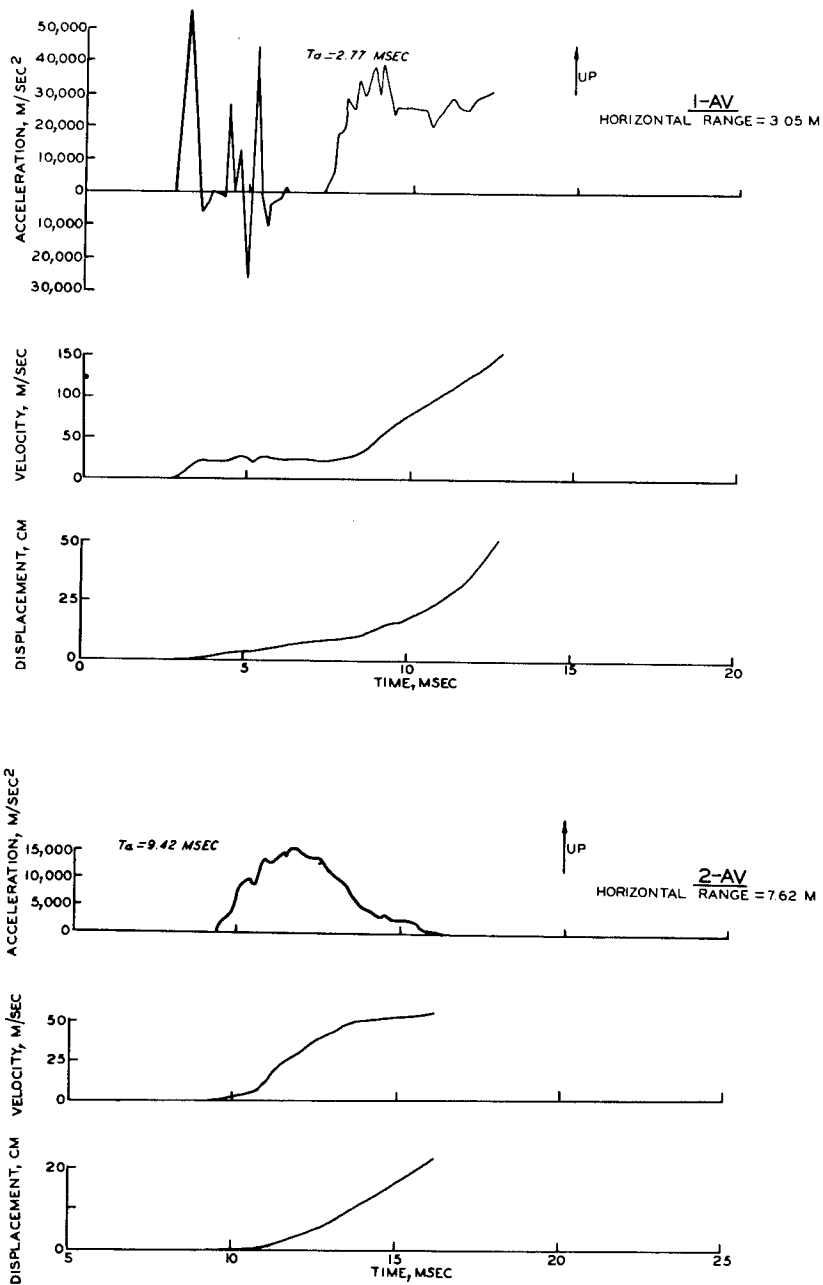 ACCELERATION, M/SEC2
50,000
40,000
30,000
20,000
10,000
0
10,000
20,000
30,000
Ta=2.77 MSEC
UP
1-AV
HORIZONTAL RANGE=3 05 M
VELOCITY, M/SEC
150
100
50
0
DISPLACEMENT, CM
50
25
0
0 5 10 15 20
TIME, MSEC
ACCELERATION, M/SEC2
15,000
10,000
5,000
0
Ta=9.42 MSEC
UP
2-AV
HORIZONTAL RANGE=7.62 M
VELOCITY, M/SEC
50
25
0
DISPLACEMENT, CM
20
0
5 10 15 20 25
TIME, MSEC